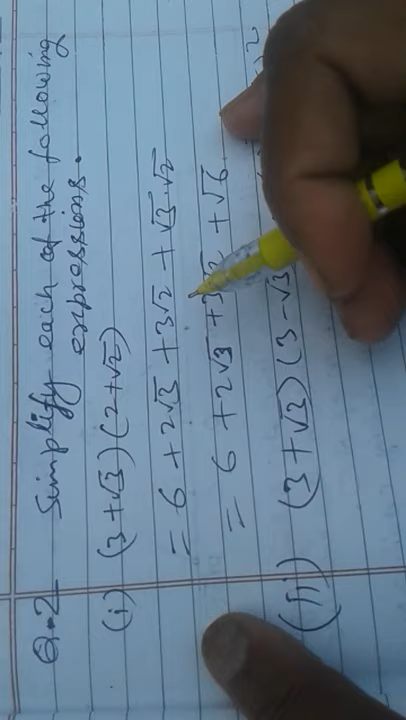 Q-2 Simplify each of the following
expressions.
(i) (3+√3)(2+√2)
= 6 + 2√3 + 3√2 + √3 √2
= 6 + 2√3 + 3√2 + √6
(ii) (3+√3)(3-√3